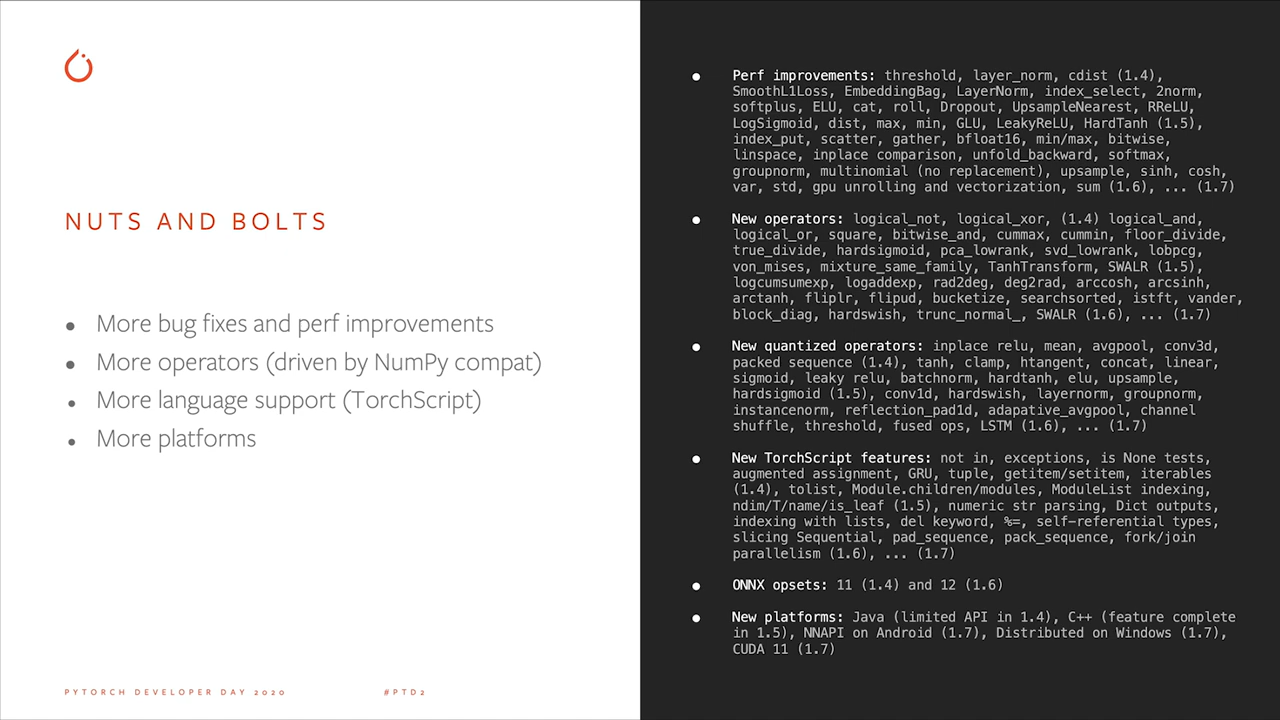 NUTS AND BOLTS
• More bug fixes and perf improvements
• More operators (driven by NumPy compat)
• More language support (TorchScript)
• More platforms
PYTORCH DEVELOPER DAY 2020
#PTD2
• Perf improvements: threshold, layer_norm, cdist (1.4),
SmoothL1Loss, EmbeddingBag, LayerNorm, index_select, 2norm,
softplus, ELU, cat, roll, Dropout, UpsampleNearest, RReLU,
LogSigmoid, dist, max, min, GLU, LeakyReLU, HardTanh (1.5),
index_put, scatter, gather, bfloat16, min/max, bitwise,
linspace, inplace comparison, unfold_backward, softmax,
groupnorm, multinomial (no replacement), upsample, sinh, cosh,
var, std, gpu unrolling and vectorization, sum (1.6), ... (1.7)
• New operators: logical_not, logical_xor, (1.4) logical_and,
logical_or, square, bitwise_and, cummax, cummin, floor_divide,
true_divide, hardsigmoid, pca_lowrank, svd_lowrank, lobpcg,
von_mises, mixture_same_family, TanhTransform, SWALR (1.5),
logcumsumexp, logaddexp, rad2deg, deg2rad, arccosh, arcsinh,
arctanh, fliplr, flipud, bucketize, searchsorted, istft, vander,
block_diag, hardswish, trunc_normal_, SWALR (1.6), ... (1.7)
• New quantized operators: inplace relu, mean, avgpool, conv3d,
packed sequence (1.4), tanh, clamp, htangent, concat, linear,
sigmoid, leaky relu, batchnorm, hardtanh, elu, upsample,
hardsigmoid (1.5), conv1d, hardswish, layernorm, groupnorm,
instancenorm, reflection_pad1d, adapative_avgpool, channel
shuffle, threshold, fused ops, LSTM (1.6), ... (1.7)
• New TorchScript features: not in, exceptions, is None tests,
augmented assignment, GRU, tuple, getitem/setitem, iterables
(1.4), tolist, Module.children/modules, ModuleList indexing,
ndim/T/name/is_leaf (1.5), numeric str parsing, Dict outputs,
indexing with lists, del keyword, %=, self-referential types,
slicing Sequential, pad_sequence, pack_sequence, fork/join
parallelism (1.6), ... (1.7)
• ONNX opsets: 11 (1.4) and 12 (1.6)
• New platforms: Java (limited API in 1.4), C++ (feature complete
in 1.5), NNAPI on Android (1.7), Distributed on Windows (1.7),
CUDA 11 (1.7)